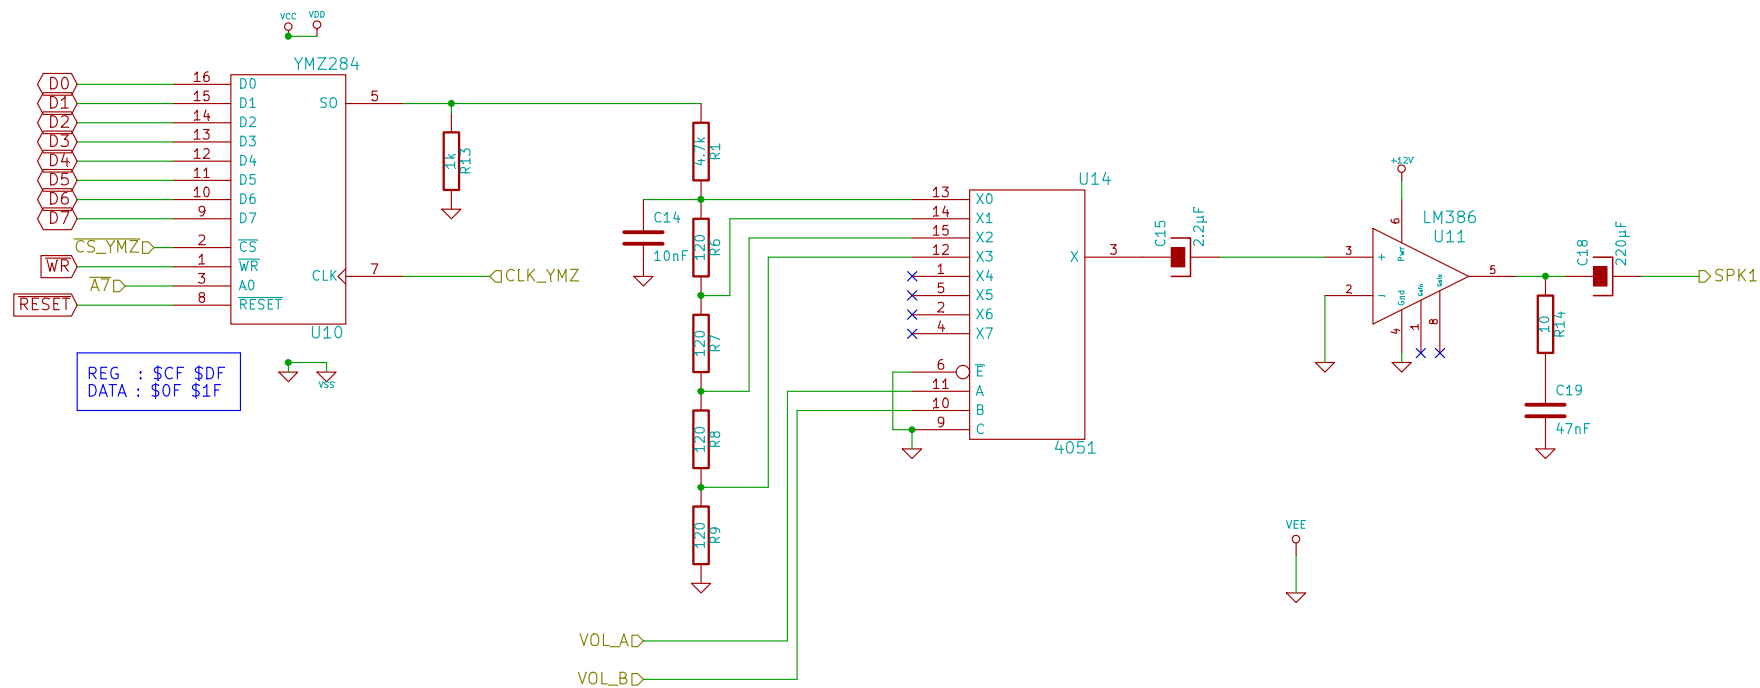 VCC
VDD
YMZ284
D0
16
D0
D1
15
D1
SO
5
D2
14
D2
D3
13
D3
D4
12
D4
D5
11
D5
D6
10
D6
D7
9
D7
CS_YMZ
2
CS
WR
1
WR
CLK
7
CLK_YMZ
A7
3
A0
RESET
8
RESET
U10
VSS
REG : $CF $DF
DATA : $0F $1F
1k
R13
4.7k
R1
C14
10nF
120
R6
120
R7
120
R8
120
R9
VOL_A
VOL_B
U14
13
X0
14
X1
15
X2
12
X3
1
X4
5
X5
2
X6
4
X7
6
E
11
A
10
B
9
C
X
3
4051
C15
2.2µF
+12V
6
LM386
U11
3
+
Pwr
2
-
Gnd
Gain
Gain
4
1
8
5
C18
220µF
SPK1
10
R14
C19
47nF
VEE